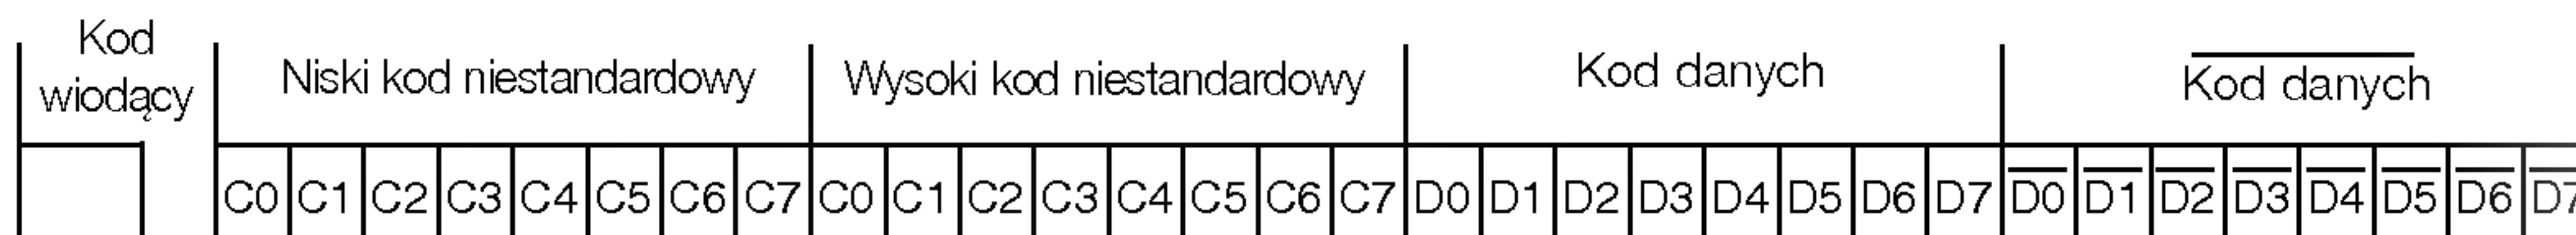 Kod
wiodący
Niski kod niestandardowy
Wysoki kod niestandardowy
Kod danych
Kod danych
C0 C1 C2 C3 C4 C5 C6 C7 C0 C1 C2 C3 C4 C5 C6 C7 D0 D1 D2 D3 D4 D5 D6 D7 D0 D1 D2 D3 D4 D5 D6 D7